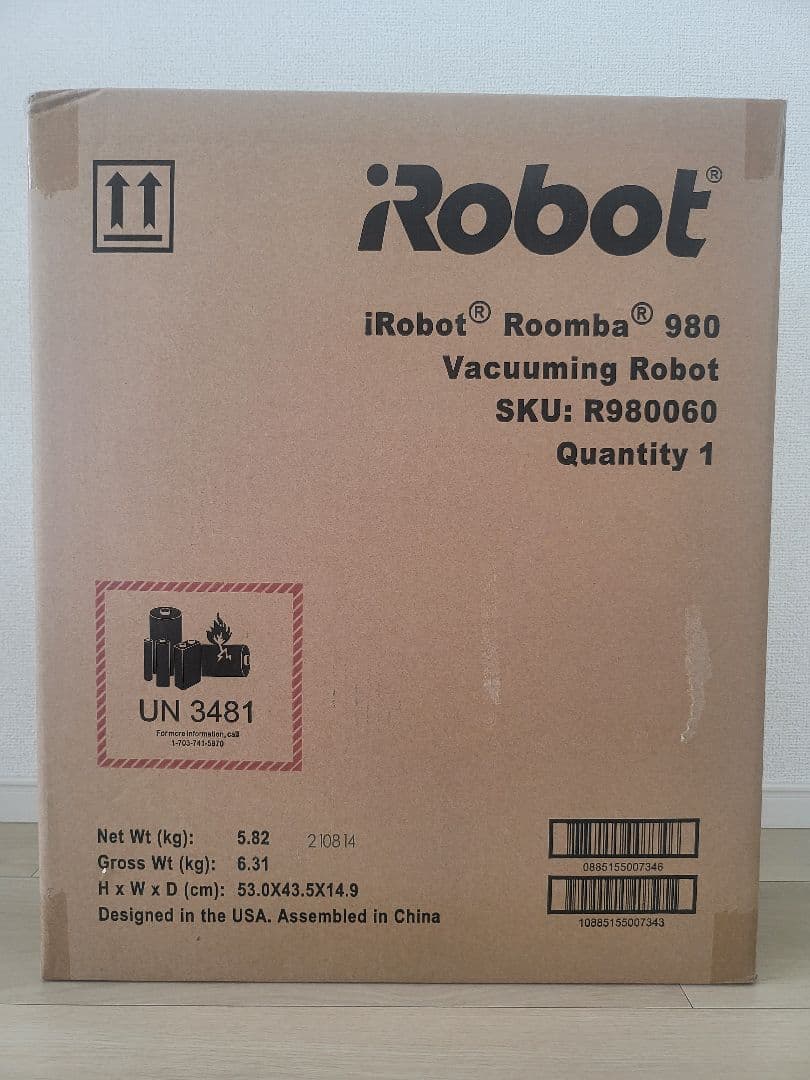 iRobot®
iRobot® Roomba® 980
Vacuuming Robot
SKU: R980060
Quantity 1
UN 3481
For more information, call
1-703-741-5870
Net Wt (kg): 5.82 210814
Gross Wt (kg): 6.31
H x W x D (cm): 53.0X43.5X14.9
Designed in the USA. Assembled in China
0885155007346
10885155007343